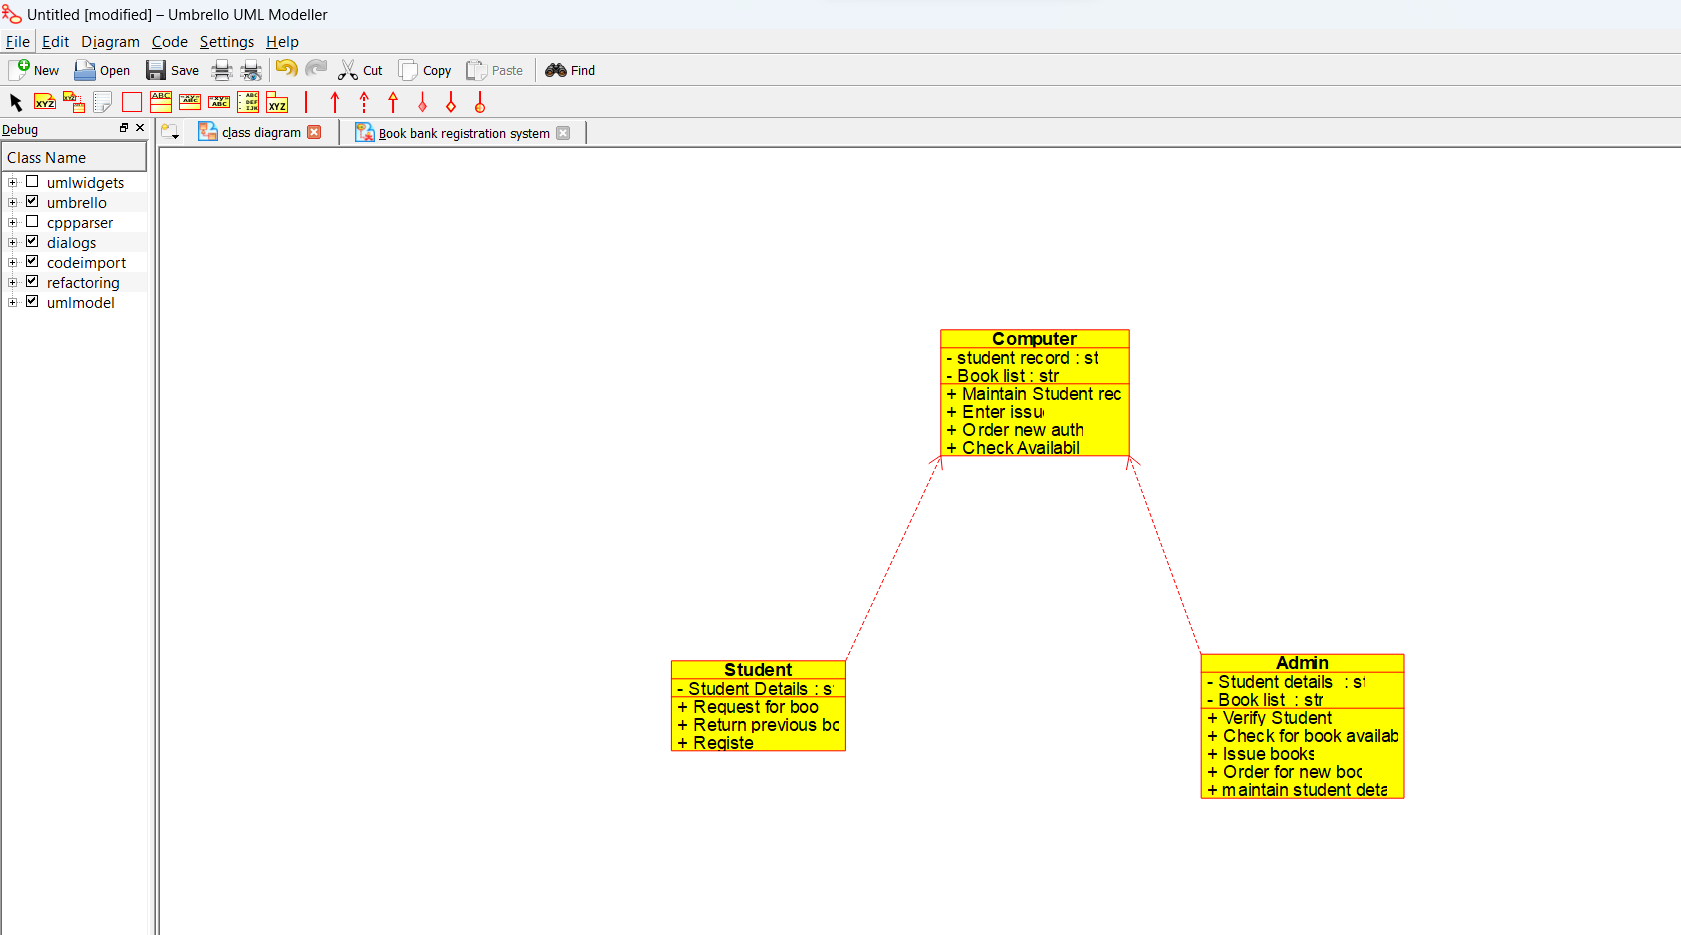 Untitled [modified] – Umbrello UML Modeller
File Edit Diagram Code Settings Help
New Open Save Cut Copy Paste Find
Debug
class diagram
Book bank registration system
Class Name
umlwidgets
umbrello
cppparser
dialogs
codeimport
refactoring
umlmodel
Computer
- student record : st
- Book list : str
+ Maintain Student rec
+ Enter issu
+ Order new auth
+ Check Availabil
Student
- Student Details : s
+ Request for boo
+ Return previous bo
+ Registe
Admin
- Student details : st
- Book list : str
+ Verify Student
+ Check for book availab
+ Issue books
+ Order for new boo
+ maintain student deta